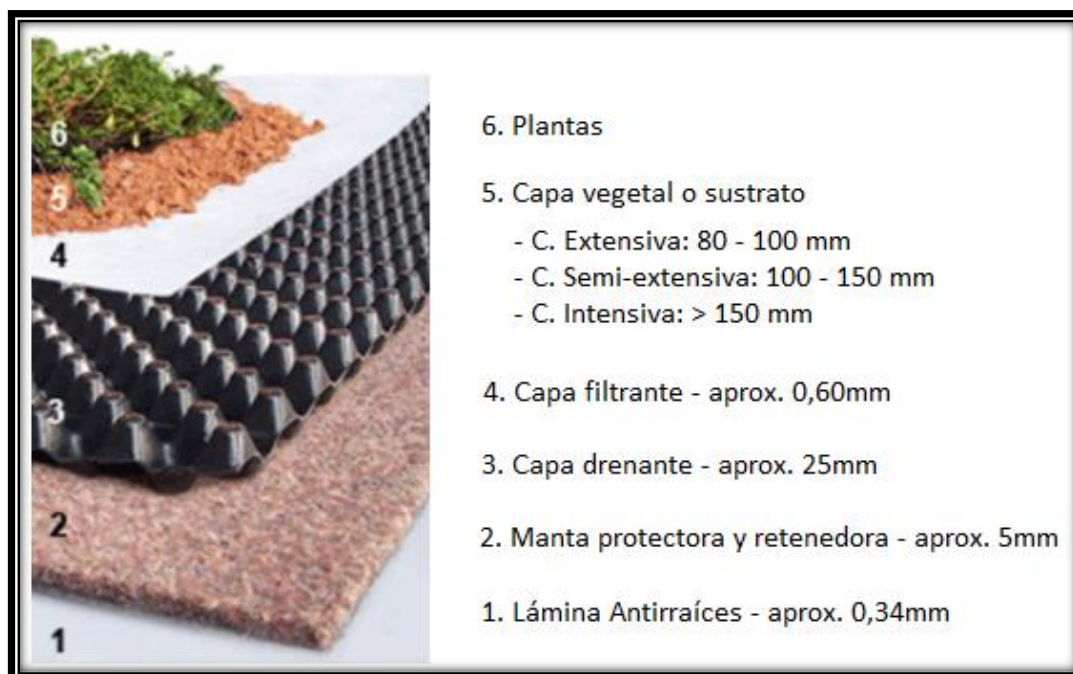 6. Plantas
5. Capa vegetal o sustrato
- C. Extensiva: 80 - 100 mm
- C. Semi-extensiva: 100 - 150 mm
- C. Intensiva: > 150 mm
4. Capa filtrante - aprox. 0,60mm
3. Capa drenante - aprox. 25mm
2. Manta protectora y retenedora - aprox. 5mm
1. Lámina Antirraíces - aprox. 0,34mm
6
5
4
3
2
1